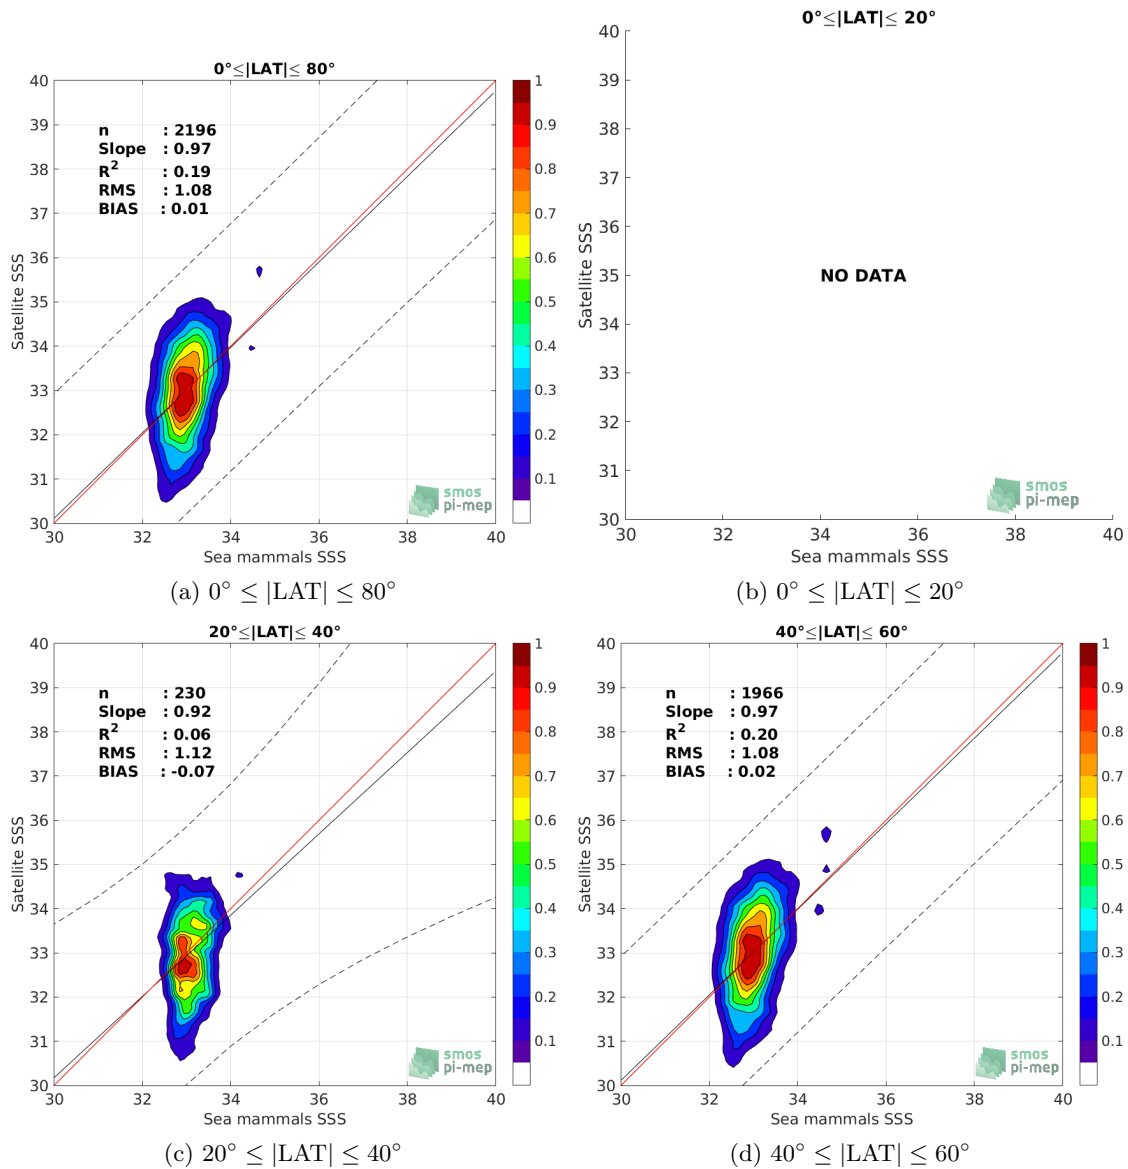 0°≤|LAT|≤ 80°
40
39
38
37
36
35
34
33
32
31
30
n : 2196
Slope : 0.97
R² : 0.19
RMS : 1.08
BIAS : 0.01
Satellite SSS
smos
pi-mep
30 32 34 36 38 40
Sea mammals SSS
1
0.9
0.8
0.7
0.6
0.5
0.4
0.3
0.2
0.1
(a) 0° ≤ |LAT| ≤ 80°
0°≤|LAT|≤ 20°
40
39
38
37
36
35
34
33
32
31
30
Satellite SSS
NO DATA
smos
pi-mep
30 32 34 36 38 40
Sea mammals SSS
(b) 0° ≤ |LAT| ≤ 20°
20°≤|LAT|≤ 40°
40
39
38
37
36
35
34
33
32
31
30
n : 230
Slope : 0.92
R² : 0.06
RMS : 1.12
BIAS : -0.07
Satellite SSS
smos
pi-mep
30 32 34 36 38 40
Sea mammals SSS
1
0.9
0.8
0.7
0.6
0.5
0.4
0.3
0.2
0.1
(c) 20° ≤ |LAT| ≤ 40°
40°≤|LAT|≤ 60°
40
39
38
37
36
35
34
33
32
31
30
n : 1966
Slope : 0.97
R² : 0.20
RMS : 1.08
BIAS : 0.02
Satellite SSS
smos
pi-mep
30 32 34 36 38 40
Sea mammals SSS
1
0.9
0.8
0.7
0.6
0.5
0.4
0.3
0.2
0.1
(d) 40° ≤ |LAT| ≤ 60°